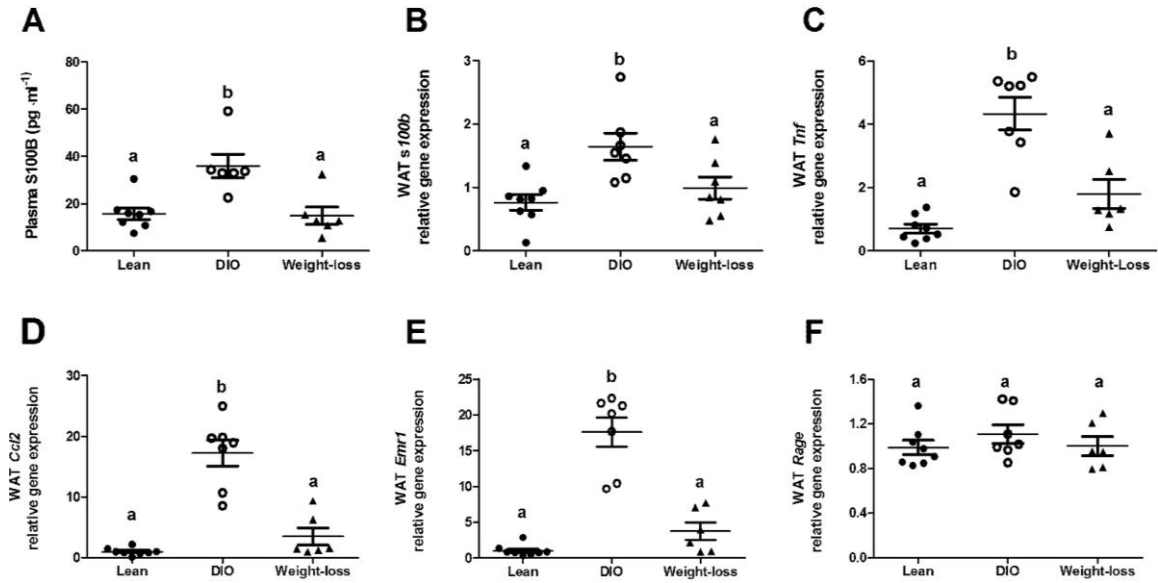 A
Plasma S100B (pg ·ml⁻¹)
80
60
40
20
0
a
b
a
Lean
DIO
Weight-loss
B
WAT s100b
relative gene expression
3
2
1
0
a
b
a
Lean
DIO
Weight-loss
C
WAT Tnf
relative gene expression
6
4
2
0
a
b
a
Lean
DIO
Weight-Loss
D
WAT Ccl2
relative gene expression
30
20
10
0
a
b
a
Lean
DIO
Weight-loss
E
WAT Emr1
relative gene expression
25
20
15
10
5
0
a
b
a
Lean
DIO
Weight-loss
F
WAT Rage
relative gene expression
1.6
1.2
0.8
0.4
0.0
a
a
a
Lean
DIO
Weight-loss